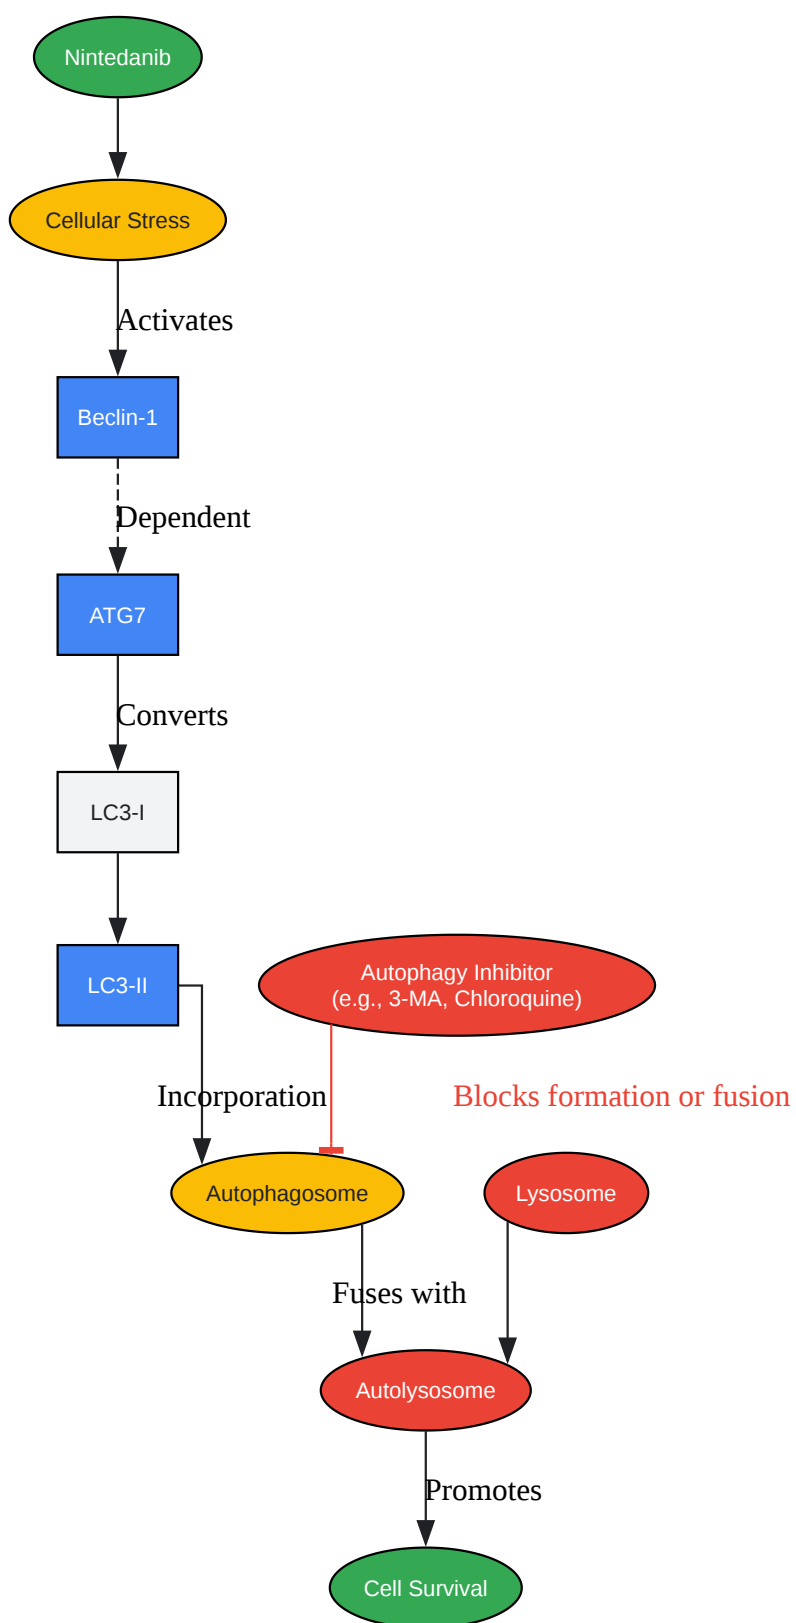 Nintedanib
Cellular Stress
Activates
Beclin-1
Dependent
ATG7
Converts
LC3-I
LC3-II
Autophagy Inhibitor
(e.g., 3-MA, Chloroquine)
Incorporation
Blocks formation or fusion
Autophagosome
Lysosome
Fuses with
Autolysosome
Promotes
Cell Survival